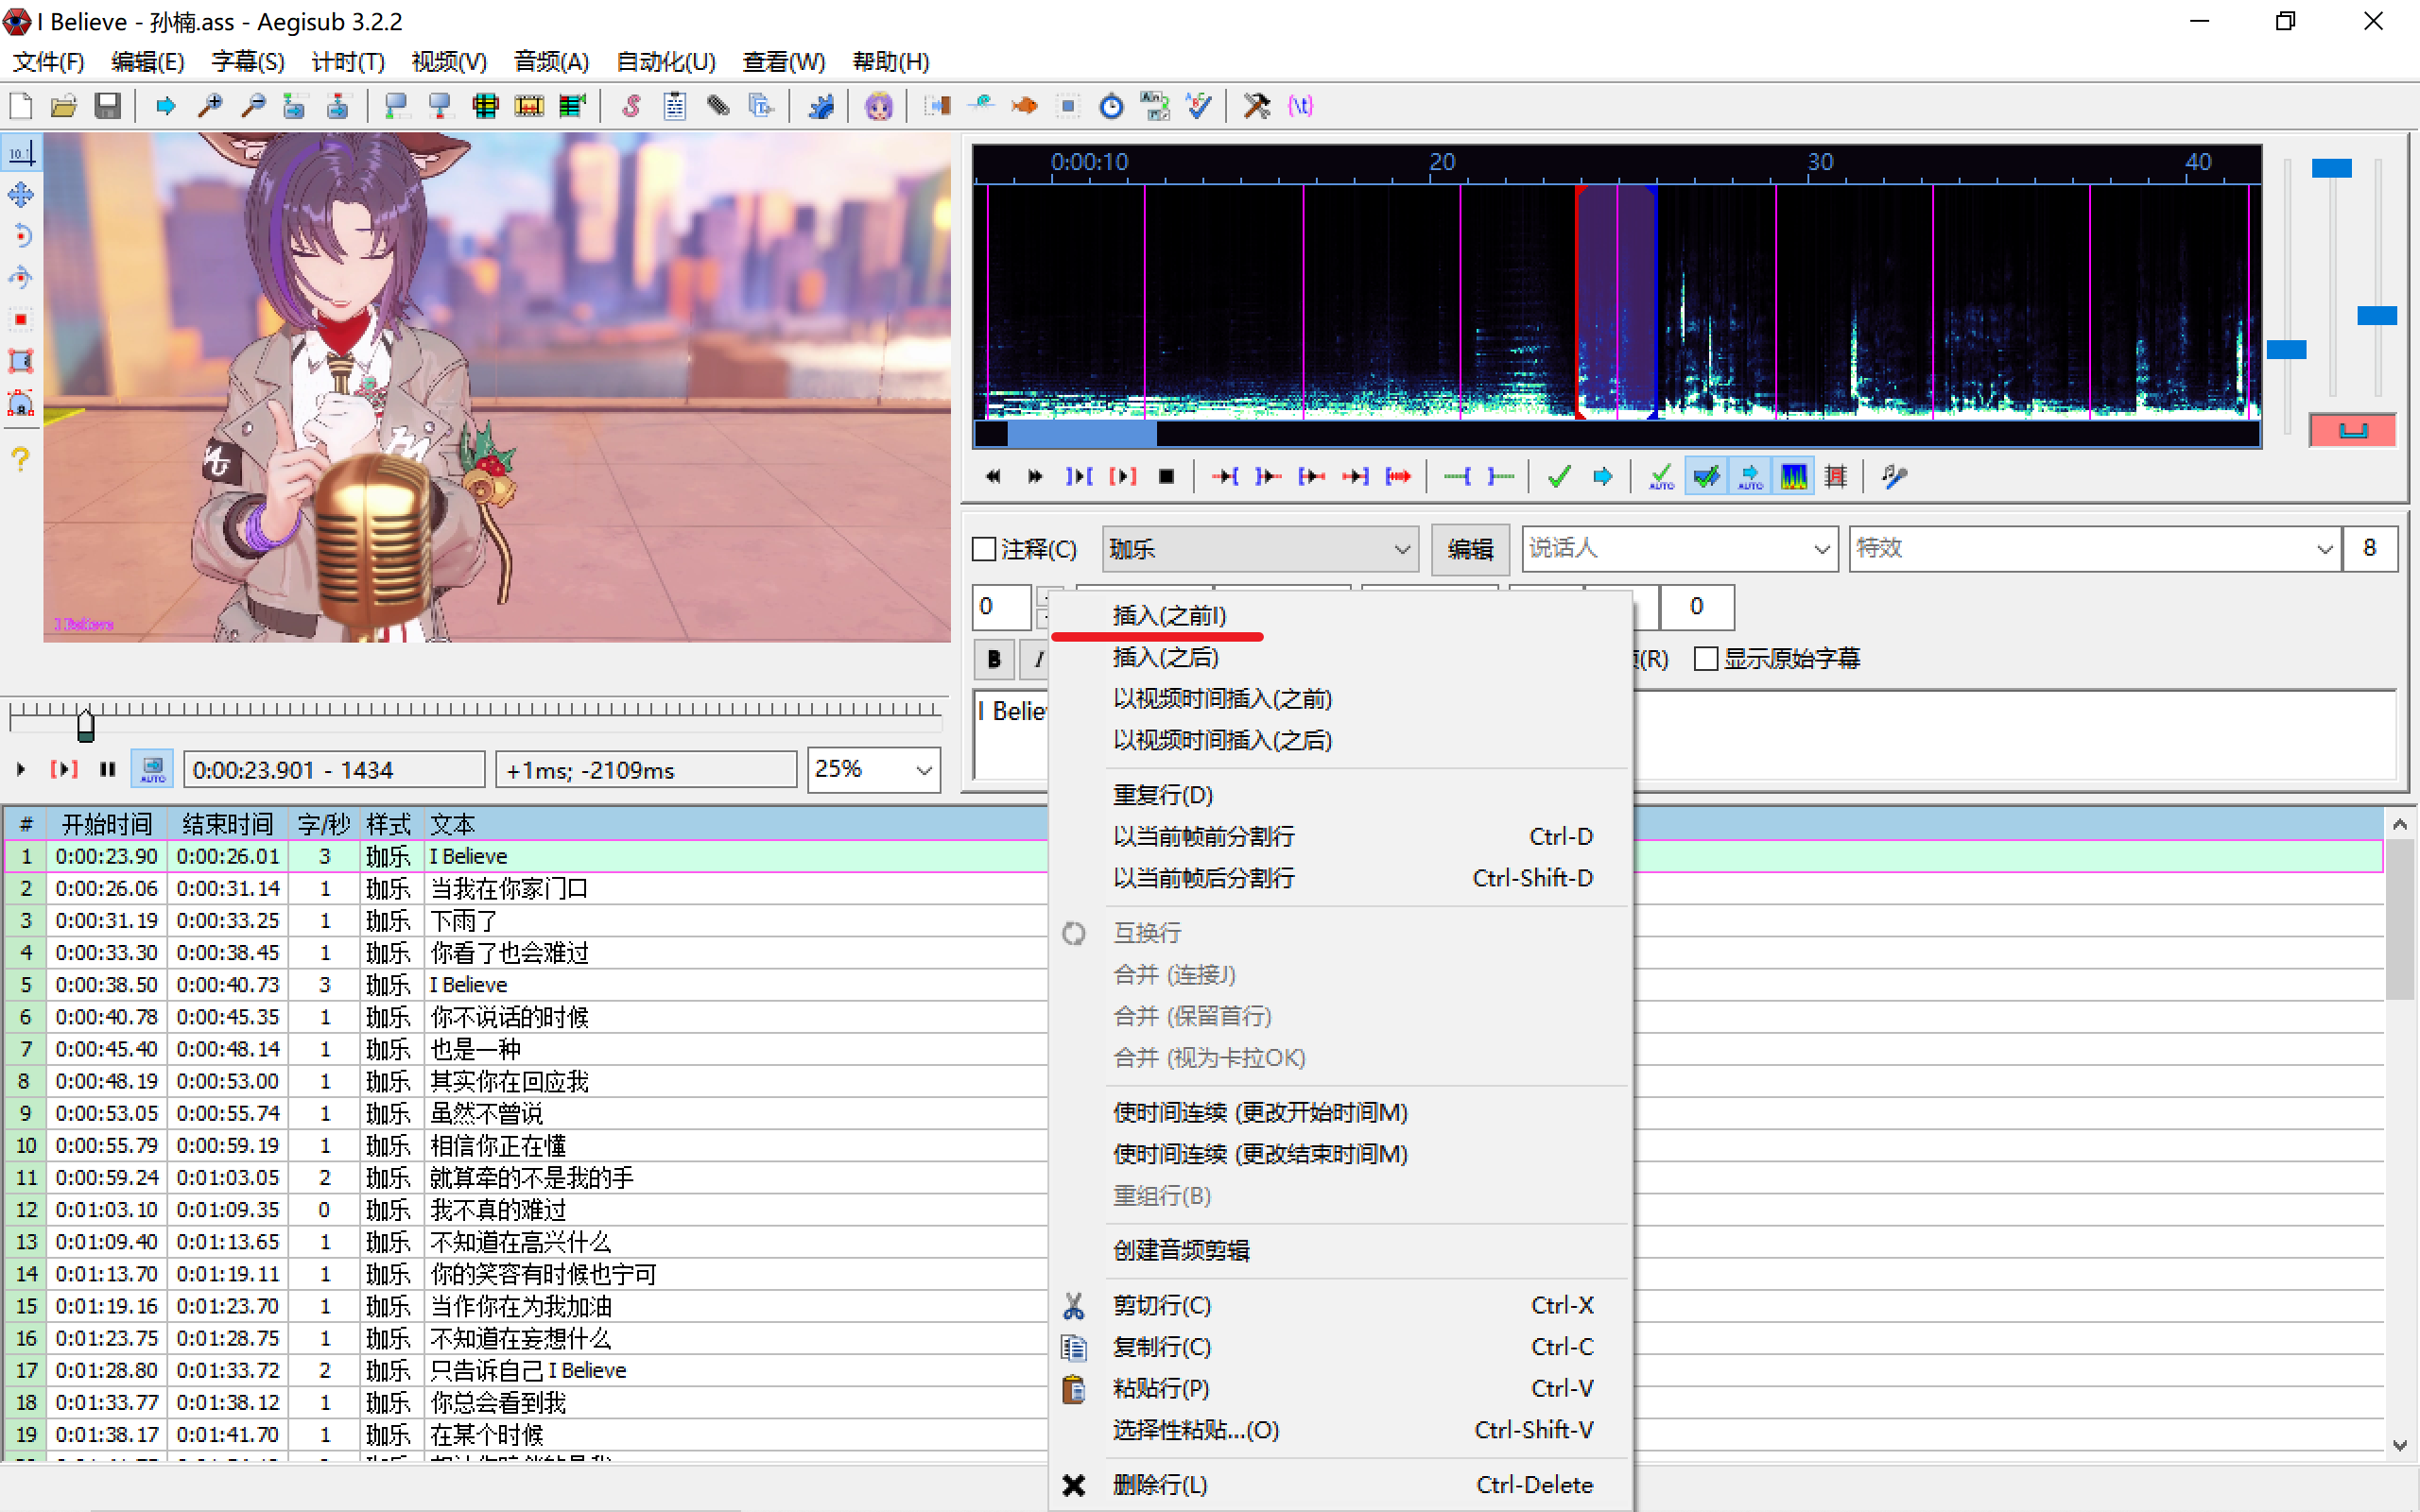 I Believe - 孙楠.ass - Aegisub 3.2.2
文件(F) 编辑(E) 字幕(S) 计时(T) 视频(V) 音频(A) 自动化(U) 查看(W) 帮助(H)
0:00:10 20 30 40
I Believe
注释(C) 珈乐 编辑 说话人 特效 8
0 0
B I (R) 显示原始字幕
I Believ
0:00:23.901 - 1434 +1ms; -2109ms 25%
插入(之前I)
插入(之后)
以视频时间插入(之前)
以视频时间插入(之后)
重复行(D)
以当前帧前分割行 Ctrl-D
以当前帧后分割行 Ctrl-Shift-D
互换行
合并 (连接J)
合并 (保留首行)
合并 (视为卡拉OK)
使时间连续 (更改开始时间M)
使时间连续 (更改结束时间M)
重组行(B)
创建音频剪辑
剪切行(C) Ctrl-X
复制行(C) Ctrl-C
粘贴行(P) Ctrl-V
选择性粘贴...(O) Ctrl-Shift-V
删除行(L) Ctrl-Delete
# 开始时间 结束时间 字/秒 样式 文本
1 0:00:23.90 0:00:26.01 3 珈乐 I Believe
2 0:00:26.06 0:00:31.14 1 珈乐 当我在你家门口
3 0:00:31.19 0:00:33.25 1 珈乐 下雨了
4 0:00:33.30 0:00:38.45 1 珈乐 你看了也会难过
5 0:00:38.50 0:00:40.73 3 珈乐 I Believe
6 0:00:40.78 0:00:45.35 1 珈乐 你不说话的时候
7 0:00:45.40 0:00:48.14 1 珈乐 也是一种
8 0:00:48.19 0:00:53.00 1 珈乐 其实你在回应我
9 0:00:53.05 0:00:55.74 1 珈乐 虽然不曾说
10 0:00:55.79 0:00:59.19 1 珈乐 相信你正在懂
11 0:00:59.24 0:01:03.05 2 珈乐 就算牵的不是我的手
12 0:01:03.10 0:01:09.35 0 珈乐 我不真的难过
13 0:01:09.40 0:01:13.65 1 珈乐 不知道在高兴什么
14 0:01:13.70 0:01:19.11 1 珈乐 你的笑容有时候也宁可
15 0:01:19.16 0:01:23.70 1 珈乐 当作你在为我加油
16 0:01:23.75 0:01:28.75 1 珈乐 不知道在妄想什么
17 0:01:28.80 0:01:33.72 2 珈乐 只告诉自己 I Believe
18 0:01:33.77 0:01:38.12 1 珈乐 你总会看到我
19 0:01:38.17 0:01:41.70 1 珈乐 在某个时候